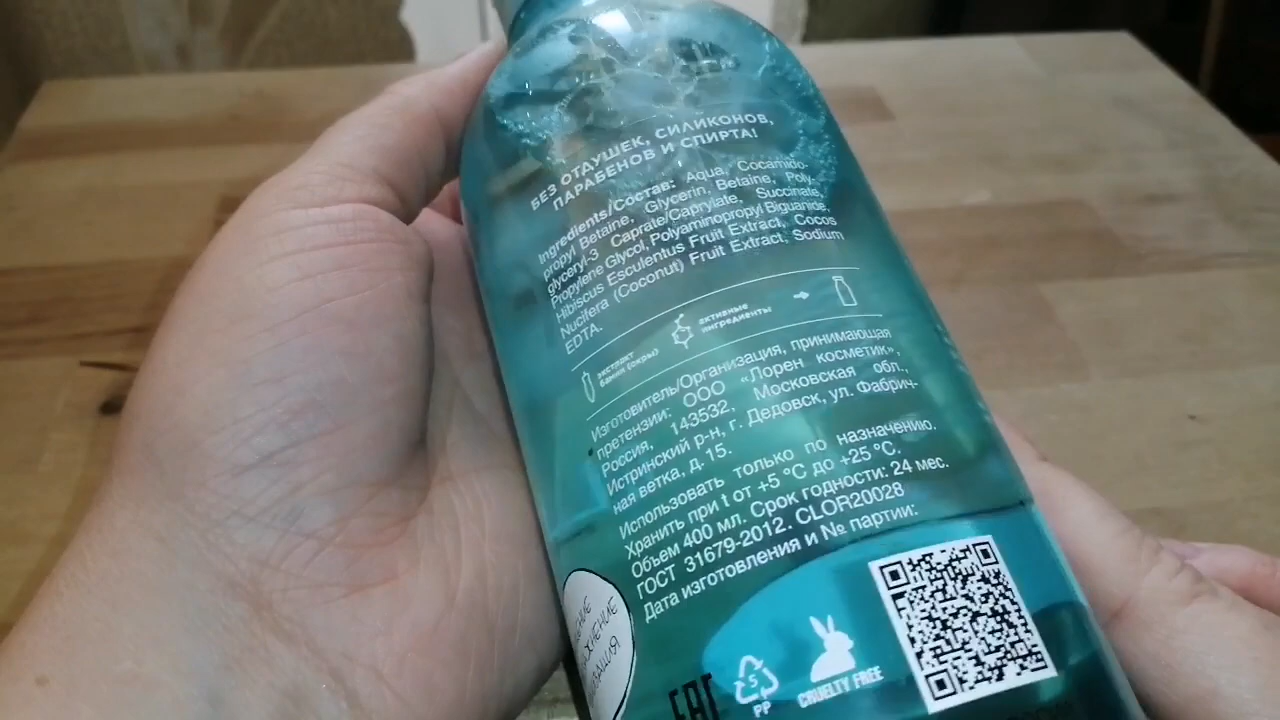 БЕЗ ОТДУШЕК, СИЛИКОНОВ,
ПАРАБЕНОВ И СПИРТА!
Ingredients/Состав: Aqua, Cocamido-
propyl Betaine, Glycerin, Betaine, Poly-
glyceryl-3 Caprate/Caprylate, Succinate,
Propylene Glycol, Polyaminopropyl Biguanide,
Hibiscus Esculentus Fruit Extract, Cocos
Nucifera (Coconut) Fruit Extract, Sodium
EDTA.
экстракт
бамии (окры)
активные
ингредиенты
Изготовитель/Организация, принимающая
претензии: ООО «Лорен косметик»,
Россия, 143532, Московская обл.,
Истринский р-н, г. Дедовск, ул. Фабрич-
ная ветка, д. 15.
Использовать только по назначению.
Хранить при t от +5 °C до +25 °C.
Объем 400 мл. Срок годности: 24 мес.
ГОСТ 31679-2012. CLOR20028
Дата изготовления и № партии:
EAC
5
PP
CRUELTY FREE